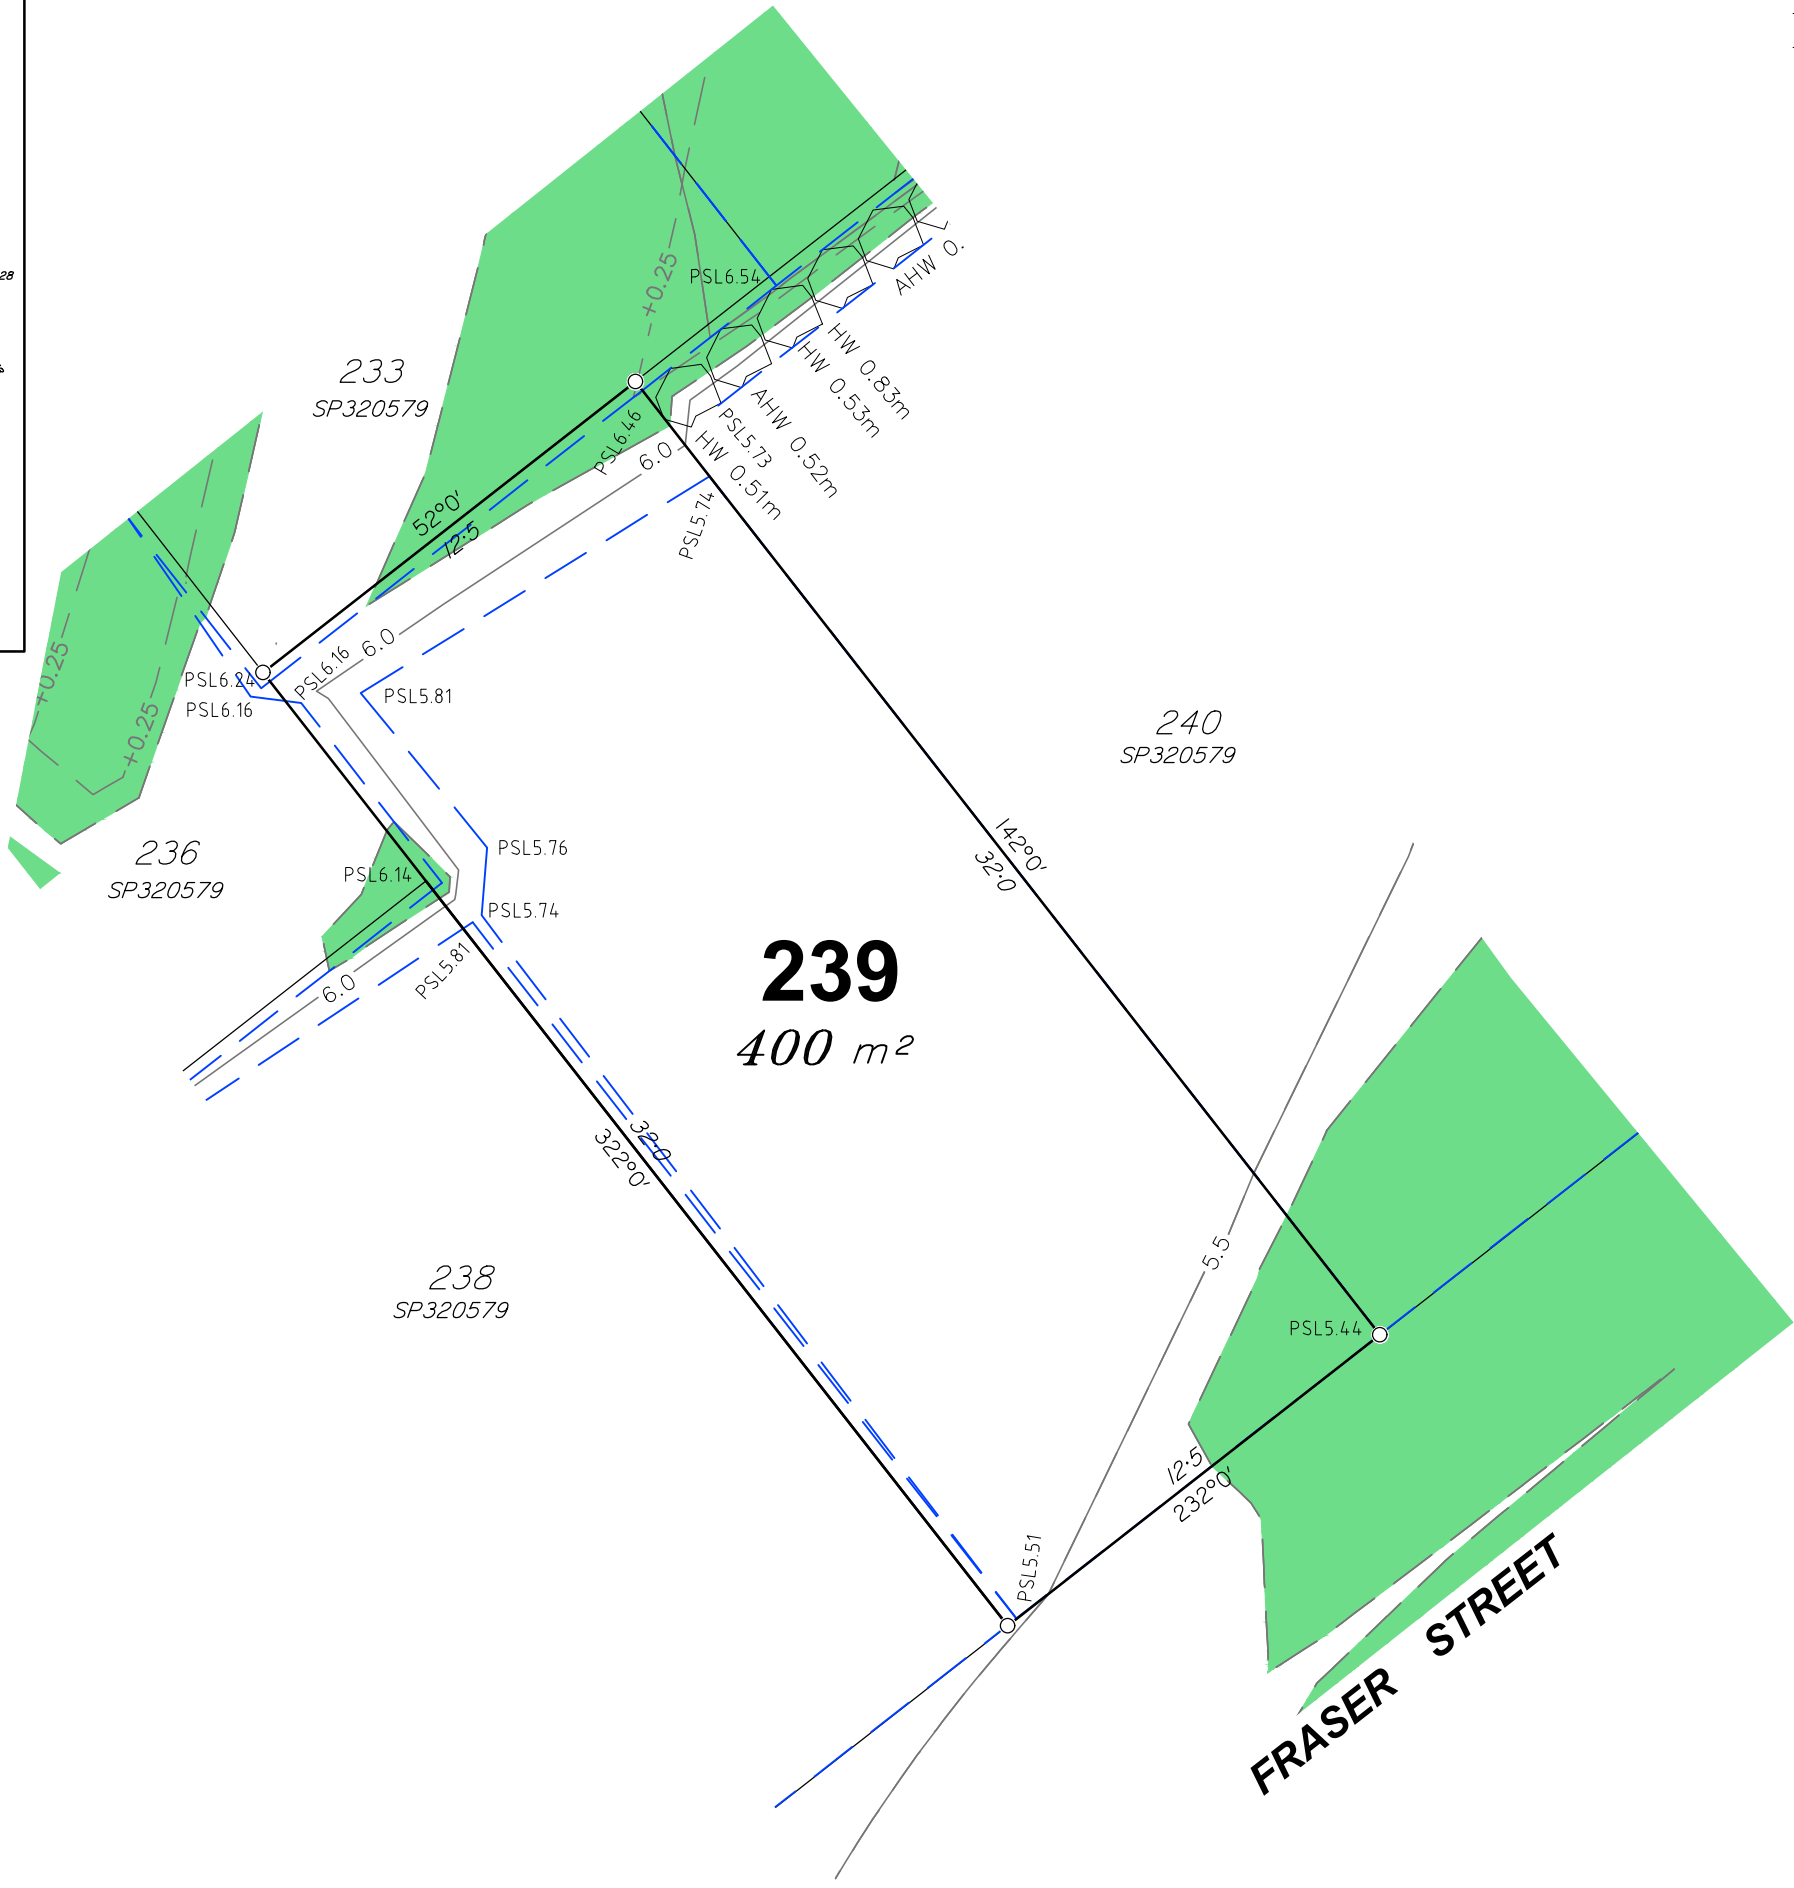 28
PSL6.54
+0.25
AHW 0.
HW 0.83m
HW 0.53m
AHW 0.52m
PSL5.73
HW 0.51m
233
SP320579
PSL6.46
6.0
PSL5.74
52°0'
12·5
6.0
PSL6.16
PSL6.24
PSL6.16
PSL5.81
+0.25
+0.25
240
SP320579
236
SP320579
PSL6.14
PSL5.76
PSL5.74
PSL5.81
6.0
142°0'
32·0
239
400 m²
32·0
322°0'
238
SP320579
5.5
PSL5.44
12·5
232°0'
PSL5.51
FRASER STREET